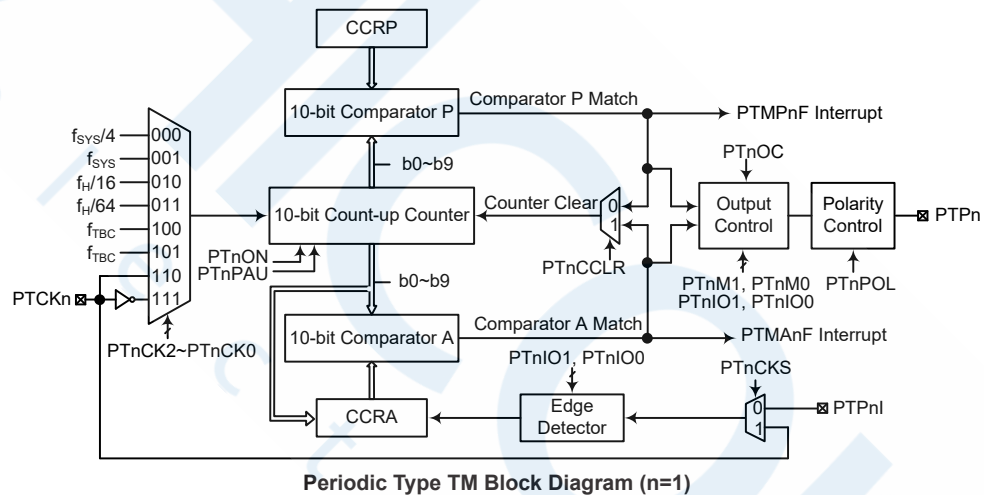 CCRP
10-bit Comparator P
Comparator P Match
PTMPnF Interrupt
b0~b9
fSYS/4
fSYS
fH/16
fH/64
fTBC
fTBC
000
001
010
011
100
101
110
111
PTCKn
PTnCK2~PTnCK0
10-bit Count-up Counter
PTnON
PTnPAU
Counter Clear
0
1
PTnCCLR
PTnOC
Output
Control
PTnM1, PTnM0
PTnIO1, PTnIO0
Polarity
Control
PTnPOL
PTPn
b0~b9
10-bit Comparator A
Comparator A Match
PTMAnF Interrupt
CCRA
PTnIO1, PTnIO0
Edge
Detector
PTnCKS
0
1
PTPnI
Periodic Type TM Block Diagram (n=1)